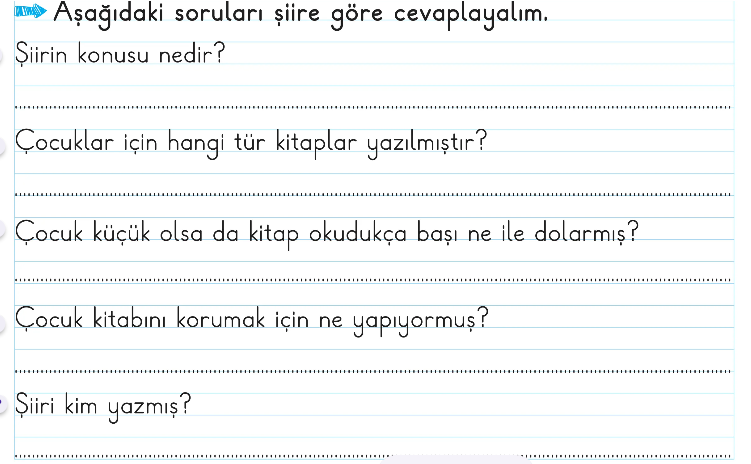 Aşağıdaki soruları şiire göre cevaplayalım.
Şiirin konusu nedir?
Çocuklar için hangi tür kitaplar yazılmıştır?
Çocuk küçük olsa da kitap okudukça başı ne ile dolarmış?
Çocuk kitabını korumak için ne yapıyormuş?
Şiiri kim yazmış?